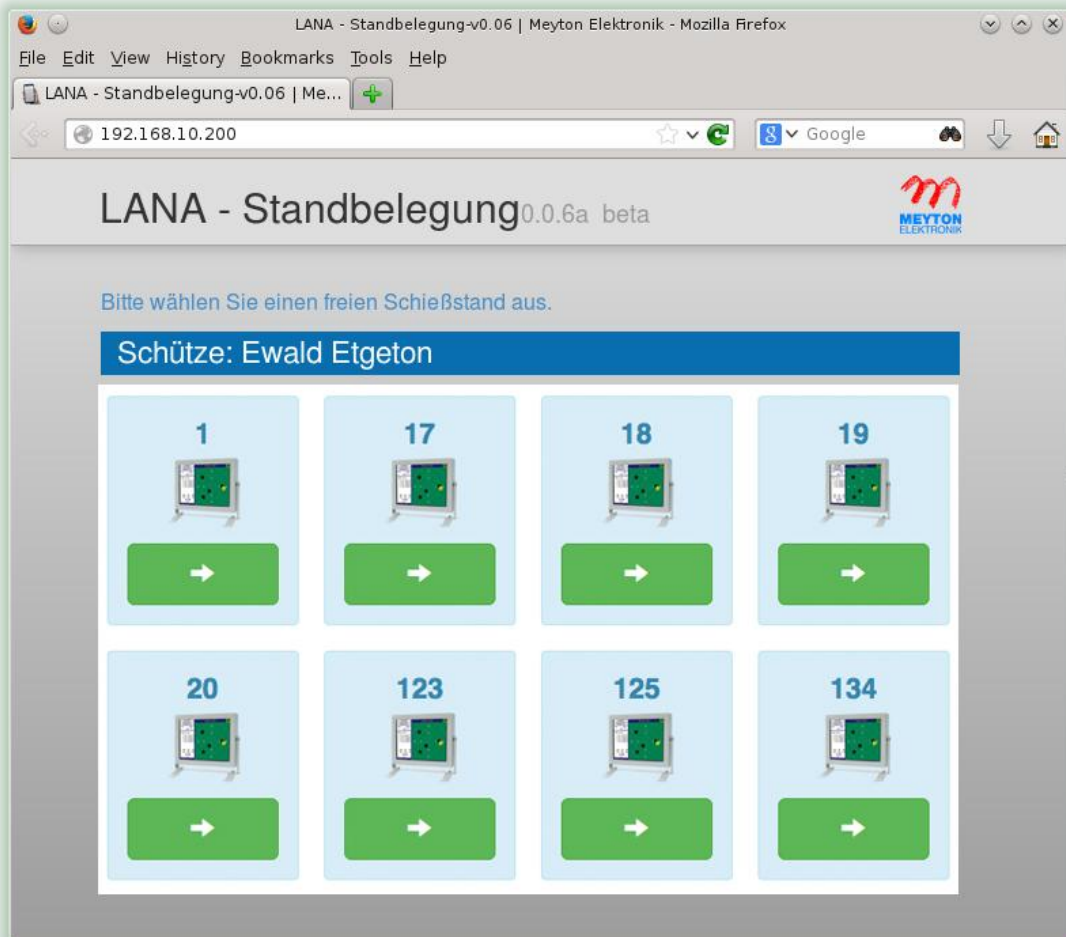 LANA - Standbelegung-v0.06 | Meyton Elektronik - Mozilla Firefox
File Edit View History Bookmarks Tools Help
LANA - Standbelegung-v0.06 | Me...
192.168.10.200
Google
LANA - Standbelegung0.0.6a beta
MEYTON
ELEKTRONIK
Bitte wählen Sie einen freien Schießstand aus.
Schütze: Ewald Etgeton
1 17 18 19
20 123 125 134